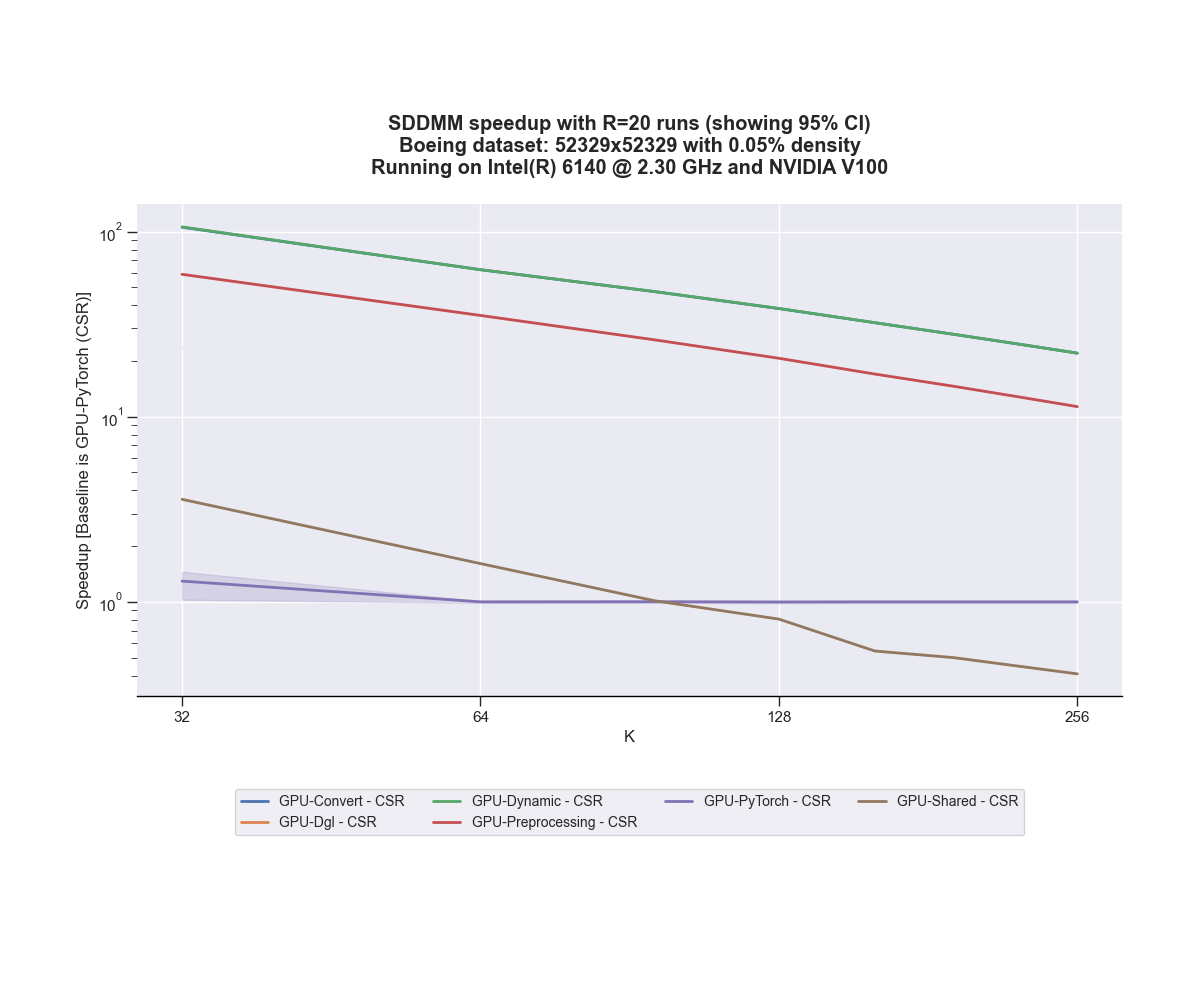 SDDMM speedup with R=20 runs (showing 95% CI)
Boeing dataset: 52329x52329 with 0.05% density
Running on Intel(R) 6140 @ 2.30 GHz and NVIDIA V100
Speedup [Baseline is GPU-PyTorch (CSR)]
10²
10¹
10⁰
32 64 128 256
K
GPU-Convert - CSR GPU-Dynamic - CSR GPU-PyTorch - CSR GPU-Shared - CSR
GPU-Dgl - CSR GPU-Preprocessing - CSR